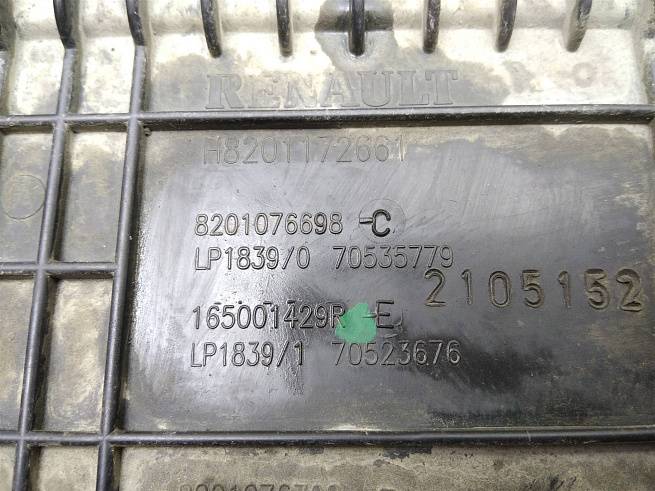 RENAULT
H8201172661
8201076698 -C
LP1839/0 70535779
2105152
165001429R -E
LP1839/1 70523676